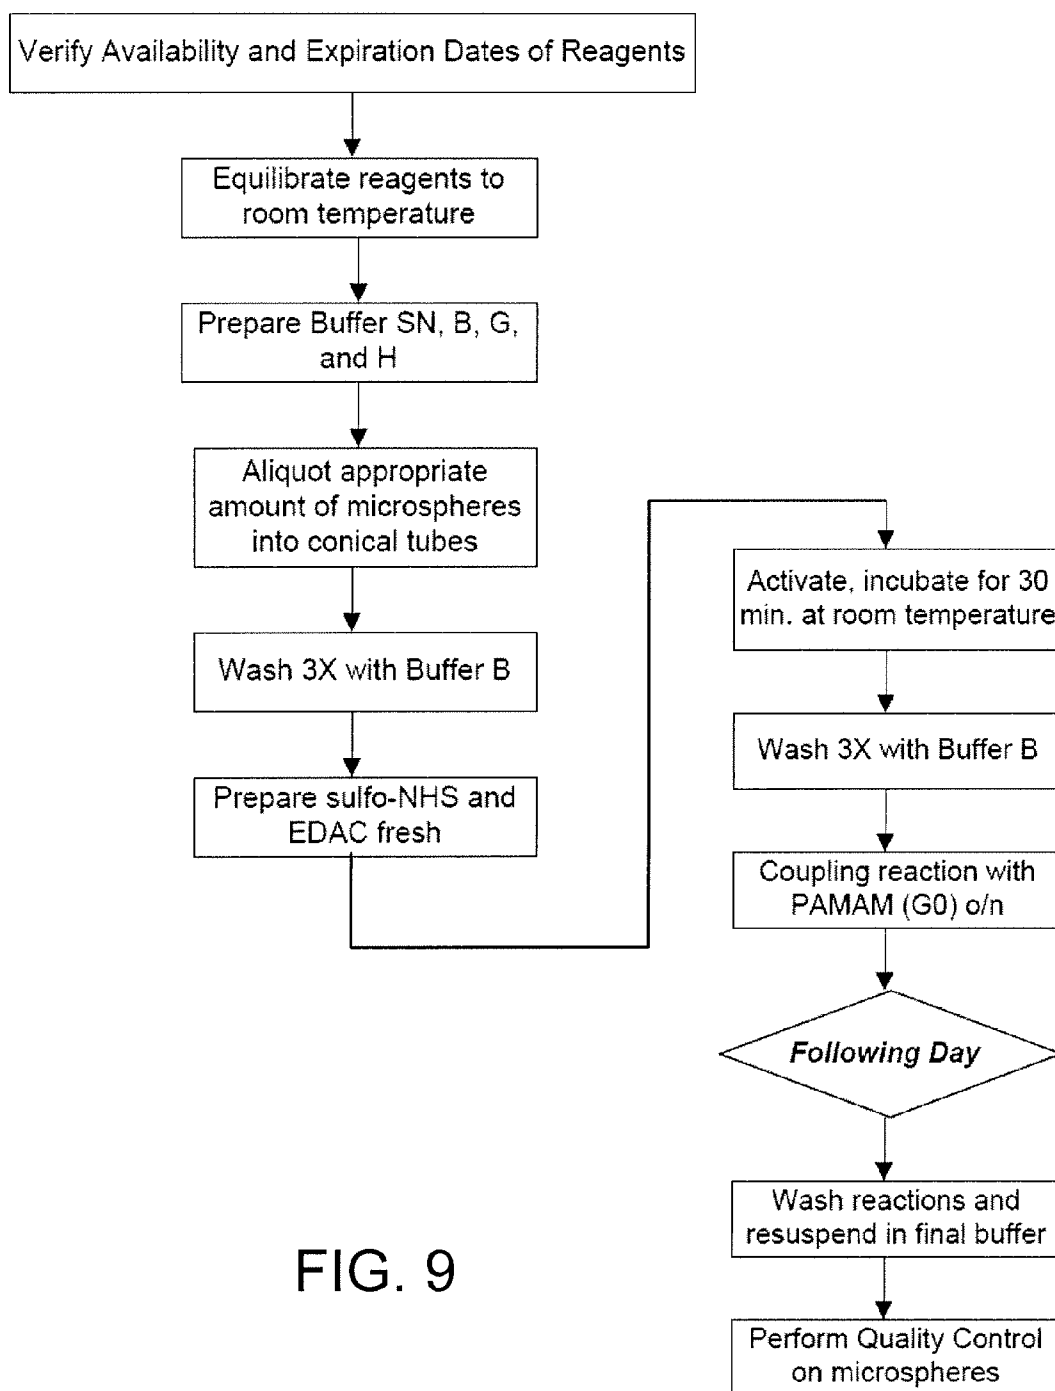 Verify Availability and Expiration Dates of Reagents
Equilibrate reagents to
room temperature
Prepare Buffer SN, B, G,
and H
Aliquot appropriate
amount of microspheres
into conical tubes
Wash 3X with Buffer B
Prepare sulfo-NHS and
EDAC fresh
Activate, incubate for 30
min. at room temperature
Wash 3X with Buffer B
Coupling reaction with
PAMAM (G0) o/n
Following Day
Wash reactions and
resuspend in final buffer
Perform Quality Control
on microspheres
FIG. 9